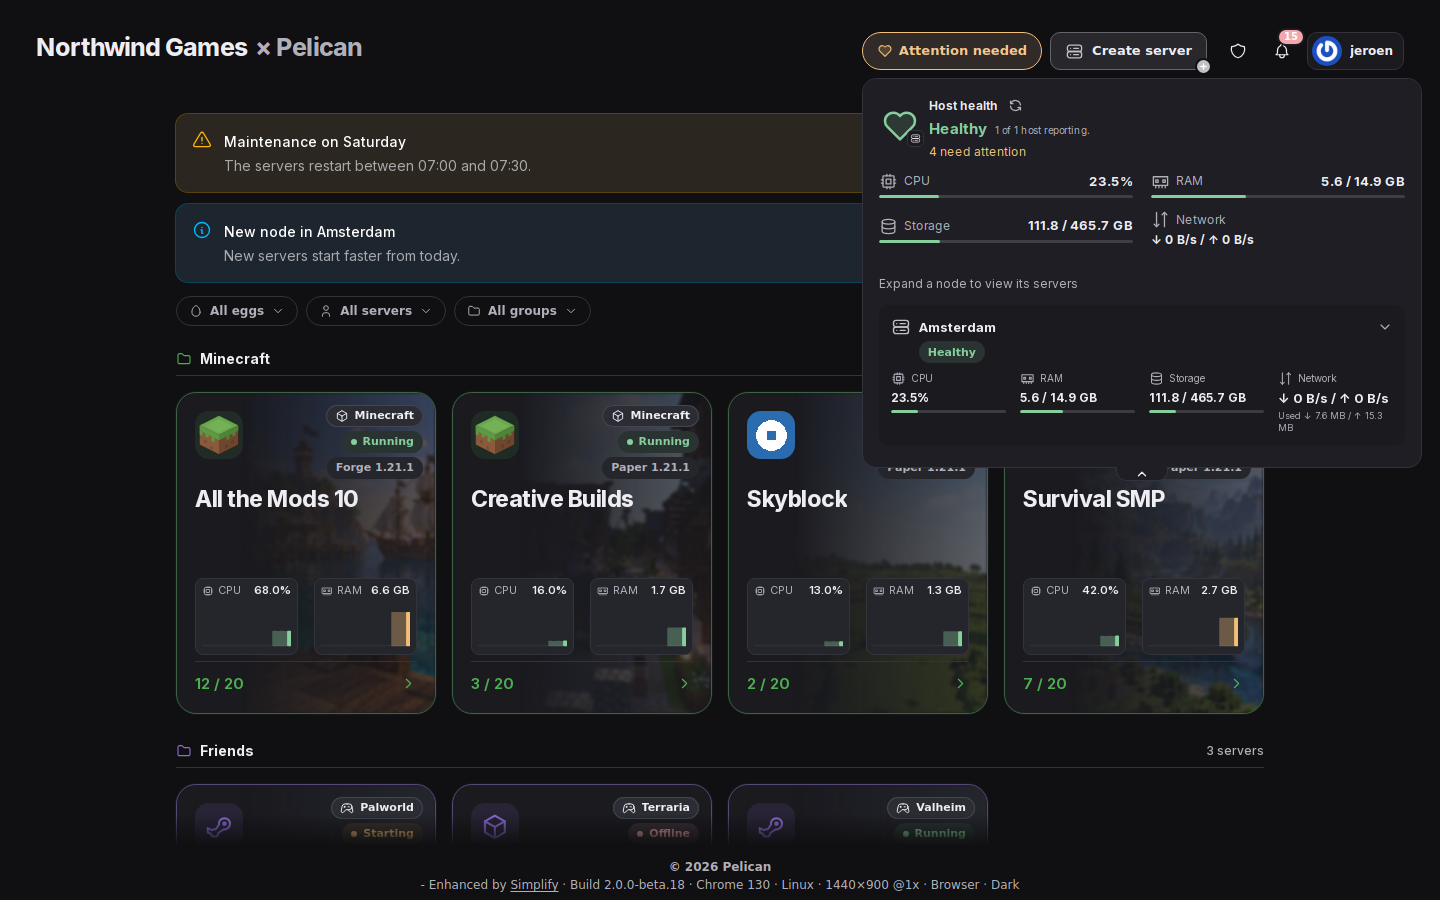 Northwind Games × Pelican
Attention needed
Create server
15
jeroen
Maintenance on Saturday
The servers restart between 07:00 and 07:30.
New node in Amsterdam
New servers start faster from today.
Host health
Healthy 1 of 1 host reporting.
4 need attention
CPU 23.5%
RAM 5.6 / 14.9 GB
Storage 111.8 / 465.7 GB
Network
↓ 0 B/s / ↑ 0 B/s
Expand a node to view its servers
Amsterdam
Healthy
CPU
23.5%
RAM
5.6 / 14.9 GB
Storage
111.8 / 465.7 GB
Network
↓ 0 B/s / ↑ 0 B/s
Used ↓ 7.6 MB / ↑ 15.3
MB
All eggs
All servers
All groups
Minecraft
Minecraft
Running
Forge 1.21.1
All the Mods 10
CPU 68.0%
RAM 6.6 GB
12 / 20
Minecraft
Running
Paper 1.21.1
Creative Builds
CPU 16.0%
RAM 1.7 GB
3 / 20
Paper 1.21.1
Skyblock
CPU 13.0%
RAM 1.3 GB
2 / 20
aper 1.21.1
Survival SMP
CPU 42.0%
RAM 2.7 GB
7 / 20
Friends
3 servers
Palworld
Starting
Terraria
Offline
Valheim
Running
© 2026 Pelican
- Enhanced by Simplify · Build 2.0.0-beta.18 · Chrome 130 · Linux · 1440×900 @1x · Browser · Dark